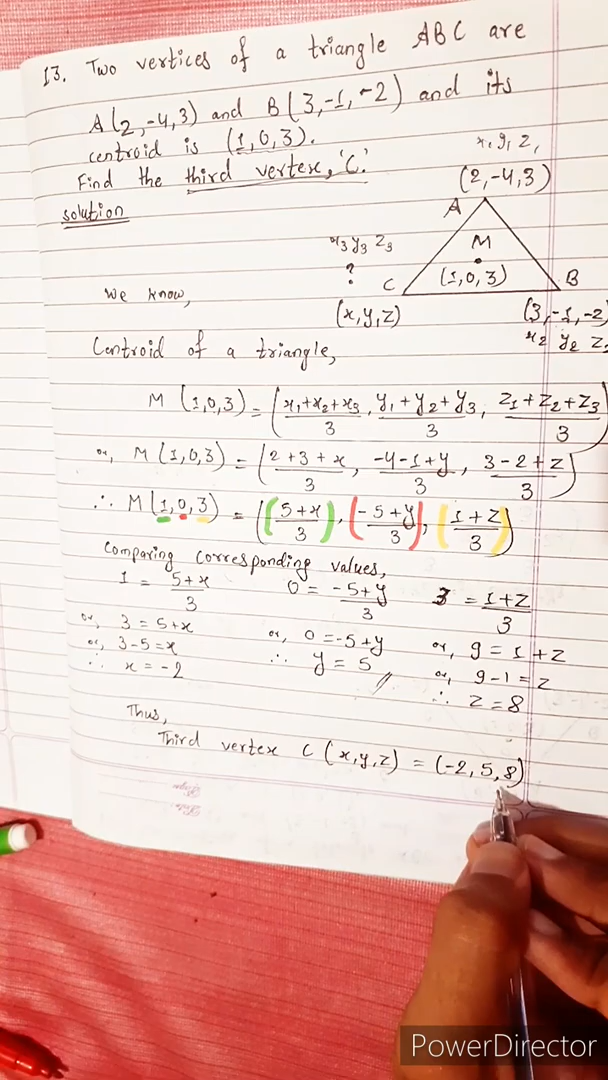 13. Two vertices of a triangle ABC are
A(2,-4,3) and B(3,-1,-2) and its
centroid is (1,0,3).
Find the third vertex, 'C'.
solution
x, y, z,
(2,-4,3)
A
M
(1,0,3)
x3 y3 z3
?
C
(x,y,z)
B
(3,-1,-2)
x2 y2 z
We know,
Centroid of a triangle,
M (1,0,3) = (x1+x2+x3/3, y1+y2+y3/3, z1+z2+z3/3)
or, M (1,0,3) = (2+3+x/3, -4-1+y/3, 3-2+z/3)
∴ M(1,0,3) = ((5+x/3), (-5+y/3), (1+z/3))
Comparing corresponding values,
1 = 5+x/3 0 = -5+y/3 3 = 1+z/3
or, 3 = 5+x or, 0 = -5+y or, 9 = 1+z
or, 3-5 = x ∴ y = 5 // or, 9-1 = z
∴ x = -2 ∴ z = 8
Thus,
Third vertex C (x,y,z) = (-2,5,8)
PowerDirector